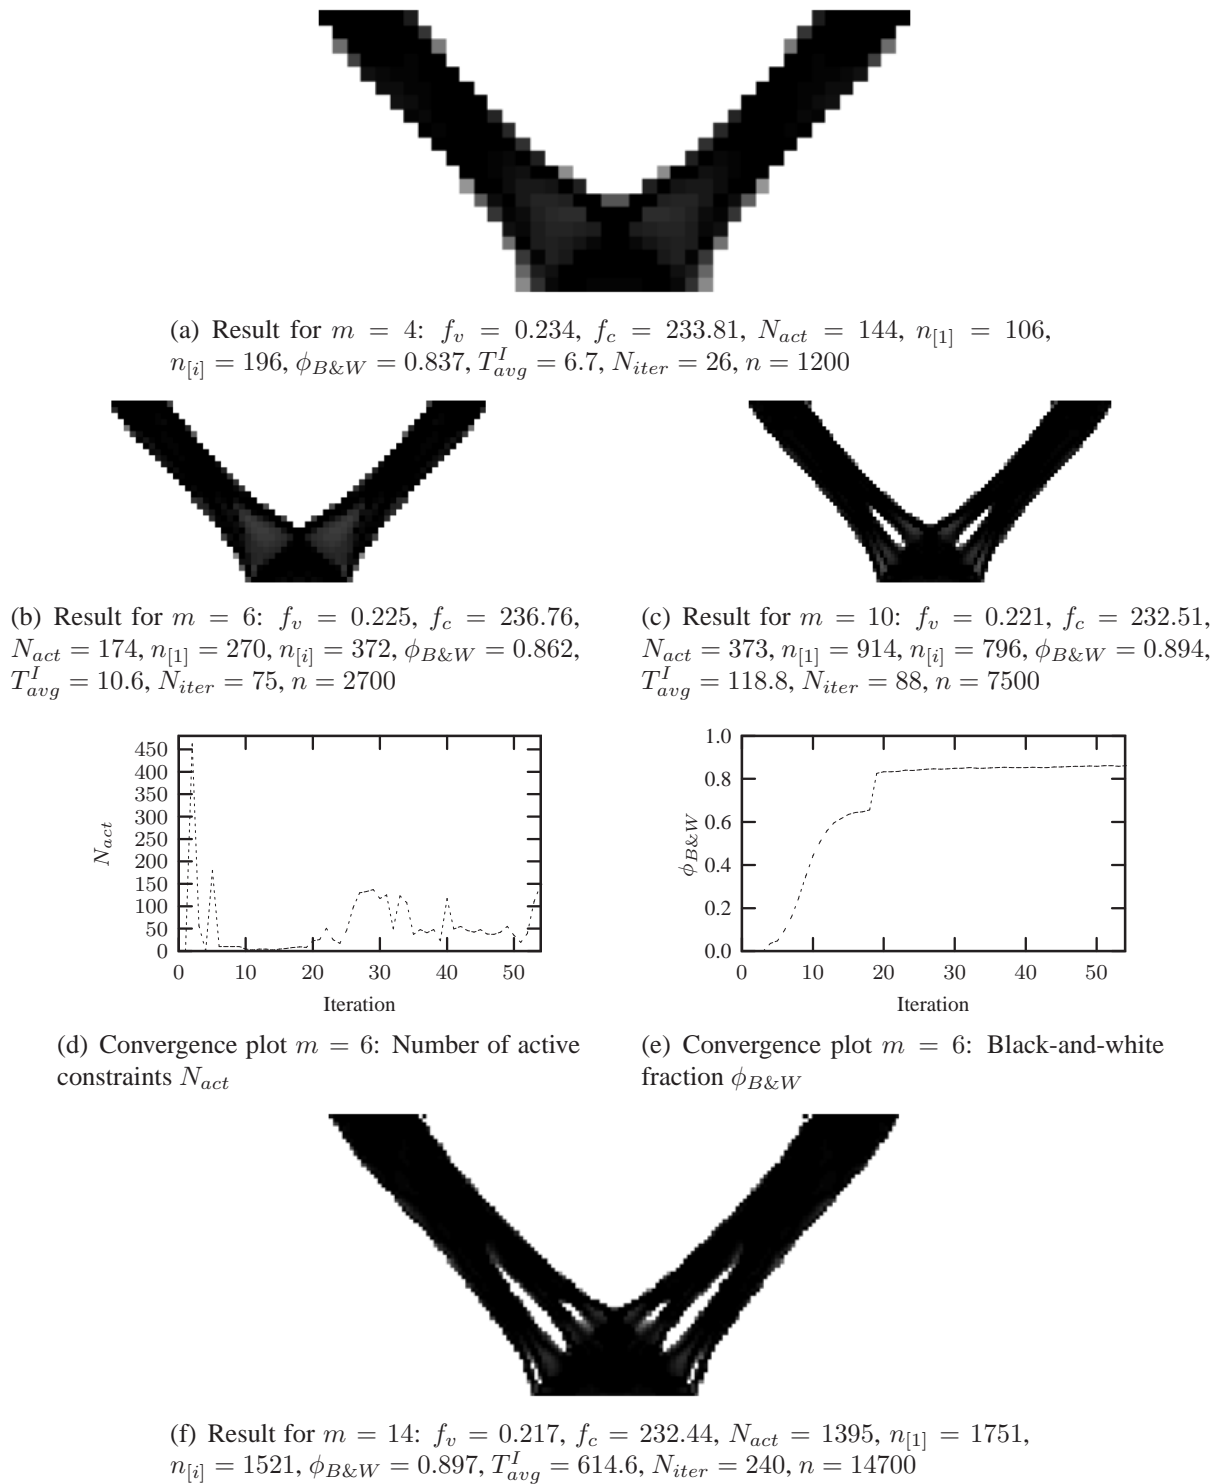 (a) Result for m = 4: f_v = 0.234, f_c = 233.81, N_act = 144, n_[1] = 106,
n_[i] = 196, ϕ_B&W = 0.837, T^I_avg = 6.7, N_iter = 26, n = 1200
(b) Result for m = 6: f_v = 0.225, f_c = 236.76,
N_act = 174, n_[1] = 270, n_[i] = 372, ϕ_B&W = 0.862,
T^I_avg = 10.6, N_iter = 75, n = 2700
(c) Result for m = 10: f_v = 0.221, f_c = 232.51,
N_act = 373, n_[1] = 914, n_[i] = 796, ϕ_B&W = 0.894,
T^I_avg = 118.8, N_iter = 88, n = 7500
450
400
350
300
250
200
150
100
50
0
N_act
0 10 20 30 40 50
Iteration
(d) Convergence plot m = 6: Number of active
constraints N_act
1.0
0.8
0.6
0.4
0.2
0.0
ϕ_B&W
0 10 20 30 40 50
Iteration
(e) Convergence plot m = 6: Black-and-white
fraction ϕ_B&W
(f) Result for m = 14: f_v = 0.217, f_c = 232.44, N_act = 1395, n_[1] = 1751,
n_[i] = 1521, ϕ_B&W = 0.897, T^I_avg = 614.6, N_iter = 240, n = 14700